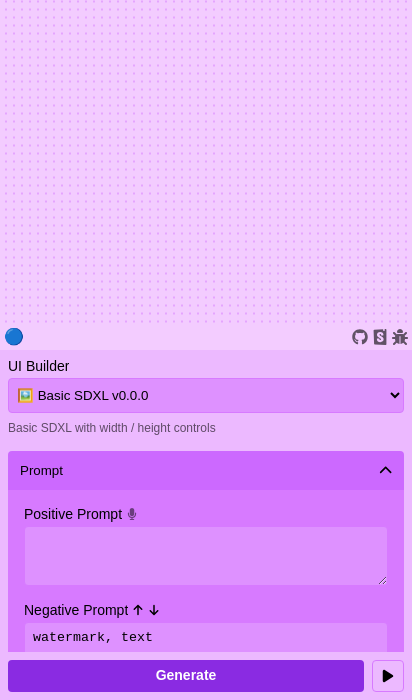 UI Builder
🖼️ Basic SDXL v0.0.0
Basic SDXL with width / height controls
Prompt
Positive Prompt
Negative Prompt
watermark, text
Generate